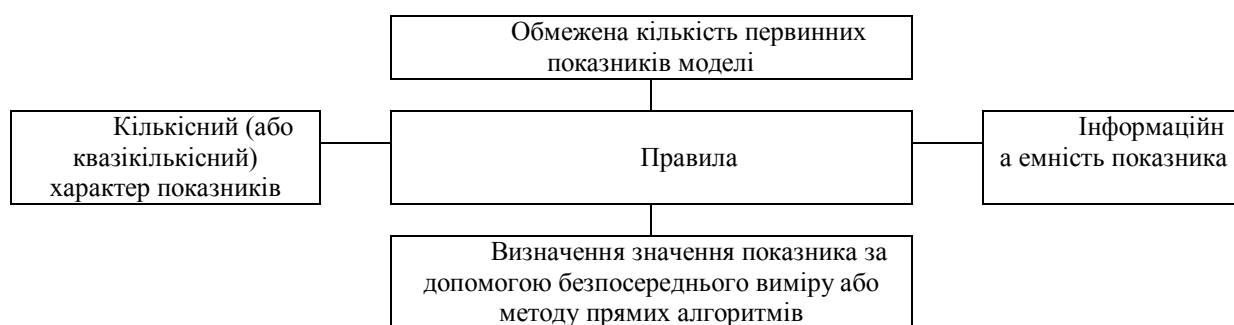 Обмежена кількість первинних
показників моделі
Кількісний (або
квазікількісний)
характер показників
Правила
Інформаційн
а емність показника
Визначення значення показника за
допомогою безпосереднього виміру або
методу прямих алгоритмів